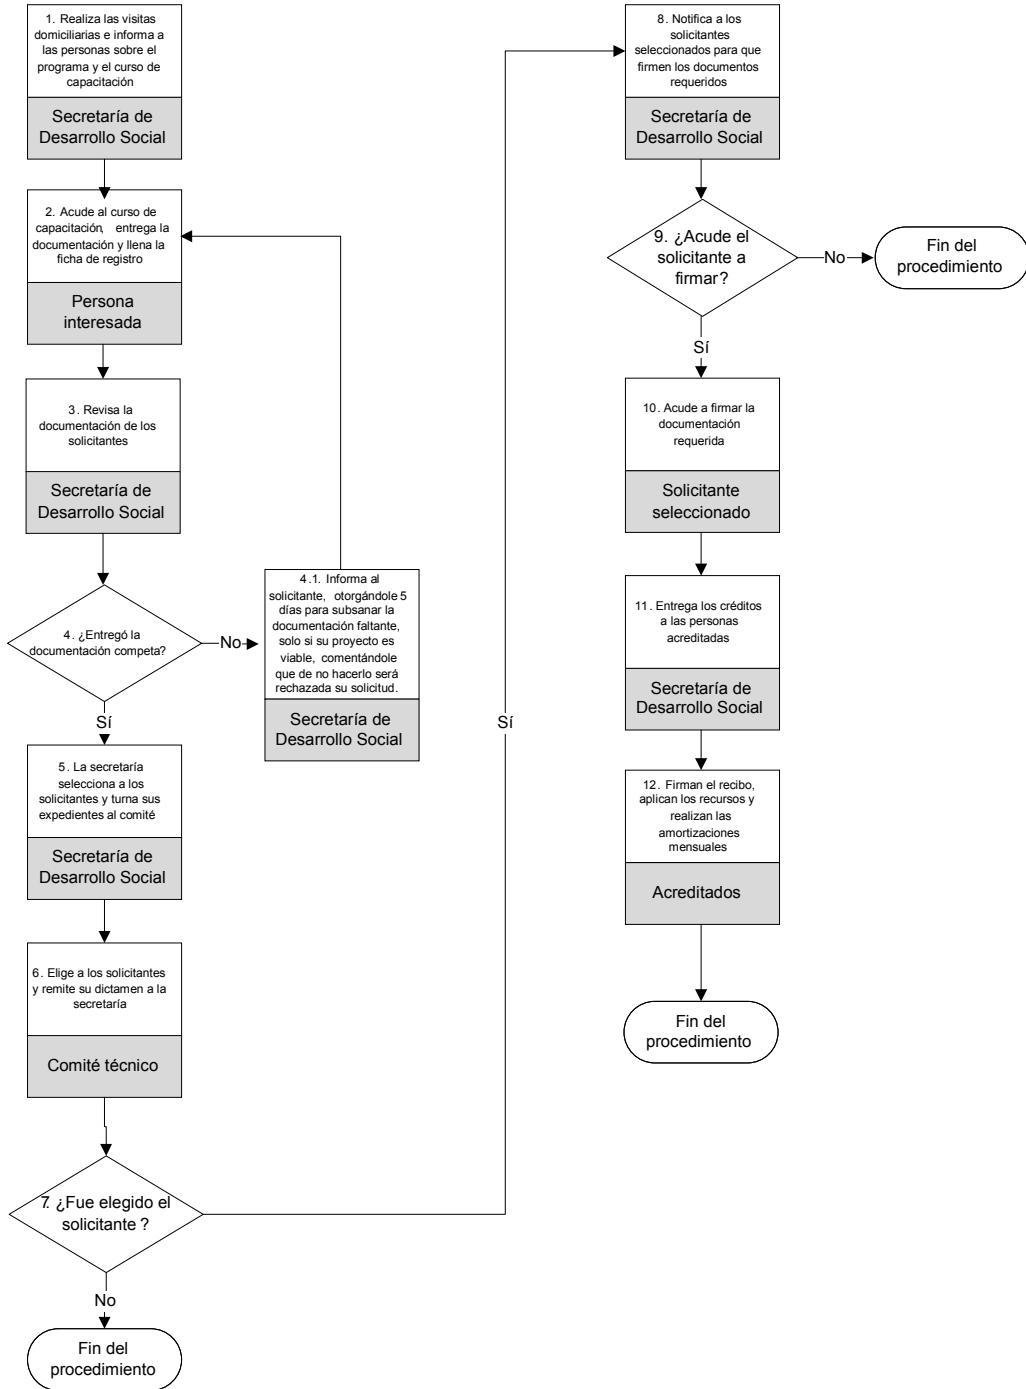 1. Realiza las visitas
domiciliarias e informa a
las personas sobre el
programa y el curso de
capacitación
Secretaría de
Desarrollo Social
2. Acude al curso de
capacitación, entrega la
documentación y llena la
ficha de registro
Persona
interesada
3. Revisa la
documentación de los
solicitantes
Secretaría de
Desarrollo Social
4. ¿Entregó la
documentación competa?
No
4.1. Informa al
solicitante, otorgándole 5
días para subsanar la
documentación faltante,
solo si su proyecto es
viable, comentándole
que de no hacerlo será
rechazada su solicitud.
Secretaría de
Desarrollo Social
Sí
5. La secretaría
selecciona a los
solicitantes y turna sus
expedientes al comité
Secretaría de
Desarrollo Social
6. Elige a los solicitantes
y remite su dictamen a la
secretaría
Comité técnico
7. ¿Fue elegido el
solicitante ?
No
Fin del
procedimiento
Sí
8. Notifica a los
solicitantes
seleccionados para que
firmen los documentos
requeridos
Secretaría de
Desarrollo Social
9. ¿Acude el
solicitante a
firmar?
No
Fin del
procedimiento
Sí
10. Acude a firmar la
documentación
requerida
Solicitante
seleccionado
11. Entrega los créditos
a las personas
acreditadas
Secretaría de
Desarrollo Social
12. Firman el recibo,
aplican los recursos y
realizan las
amortizaciones
mensuales
Acreditados
Fin del
procedimiento